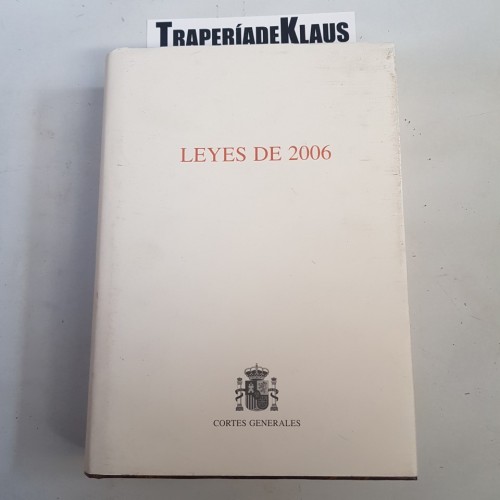 TRAPERÍADEKLAUS
LEYES DE 2006
CORTES GENERALES